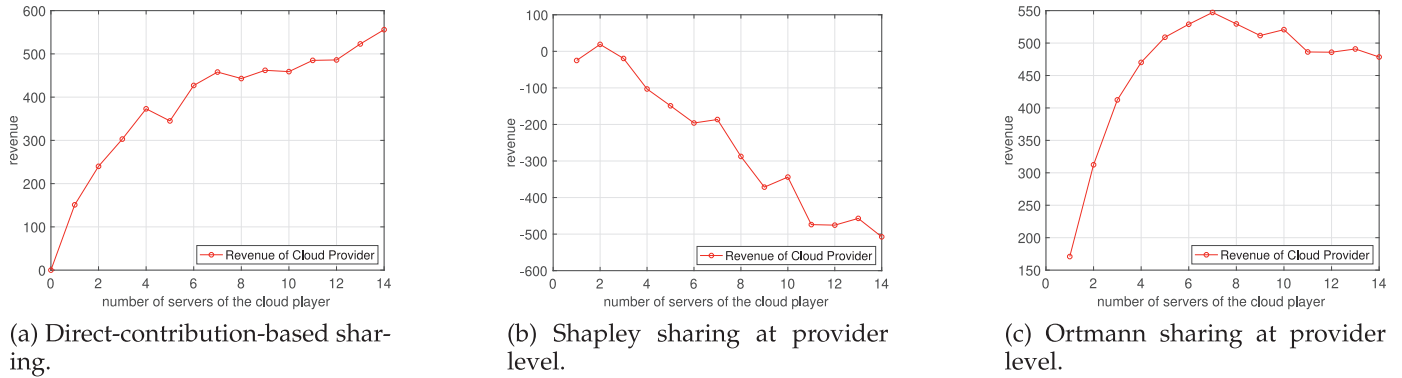 600
500
400
300
200
100
0
revenue
0 2 4 6 8 10 12 14
number of servers of the cloud player
Revenue of Cloud Provider
(a) Direct-contribution-based shar-
ing.
100
0
-100
-200
-300
-400
-500
-600
revenue
0 2 4 6 8 10 12 14
number of servers of the cloud player
Revenue of Cloud Provider
(b) Shapley sharing at provider
level.
550
500
450
400
350
300
250
200
150
revenue
0 2 4 6 8 10 12 14
number of servers of the cloud player
Revenue of Cloud Provider
(c) Ortmann sharing at provider
level.